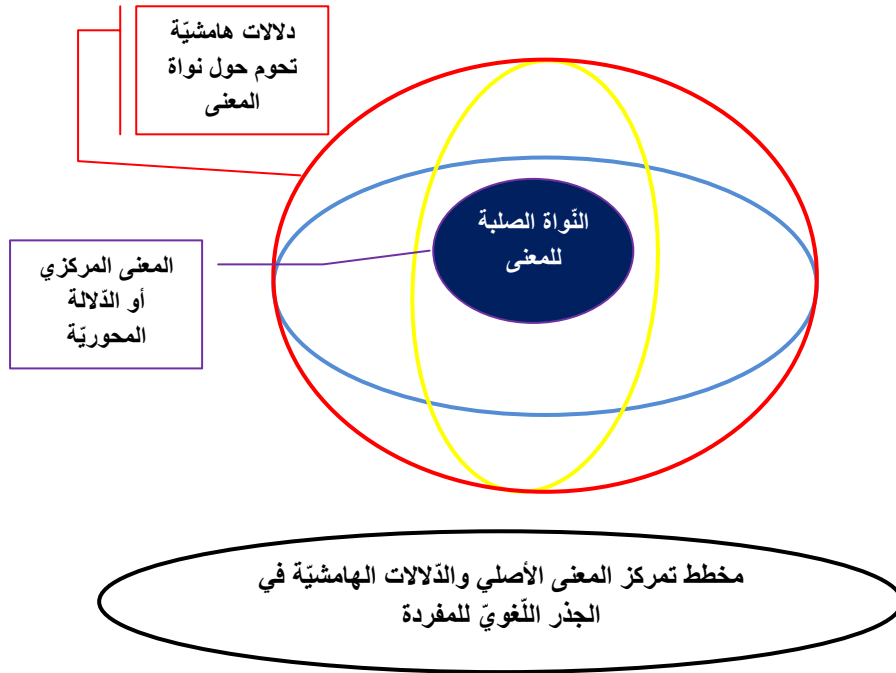 دلالات هامشيّة
تحوم حول نواة
المعنى
النّواة الصلبة
للمعنى
المعنى المركزي
أو الدّلالة
المحوريّة
مخطط تمركز المعنى الأصلي والدّلالات الهامشيّة في
الجذر اللّغويّ للمفردة